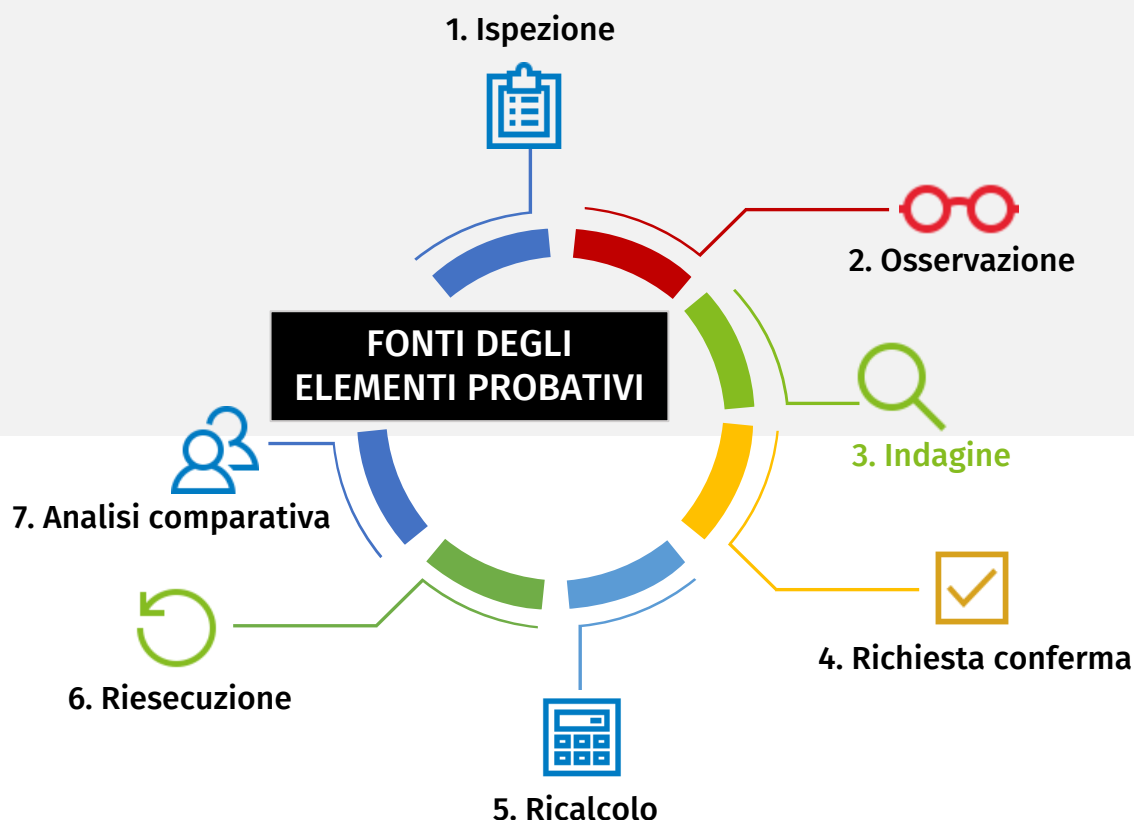 1. Ispezione
2. Osservazione
FONTI DEGLI
ELEMENTI PROBATIVI
3. Indagine
7. Analisi comparativa
4. Richiesta conferma
6. Riesecuzione
5. Ricalcolo